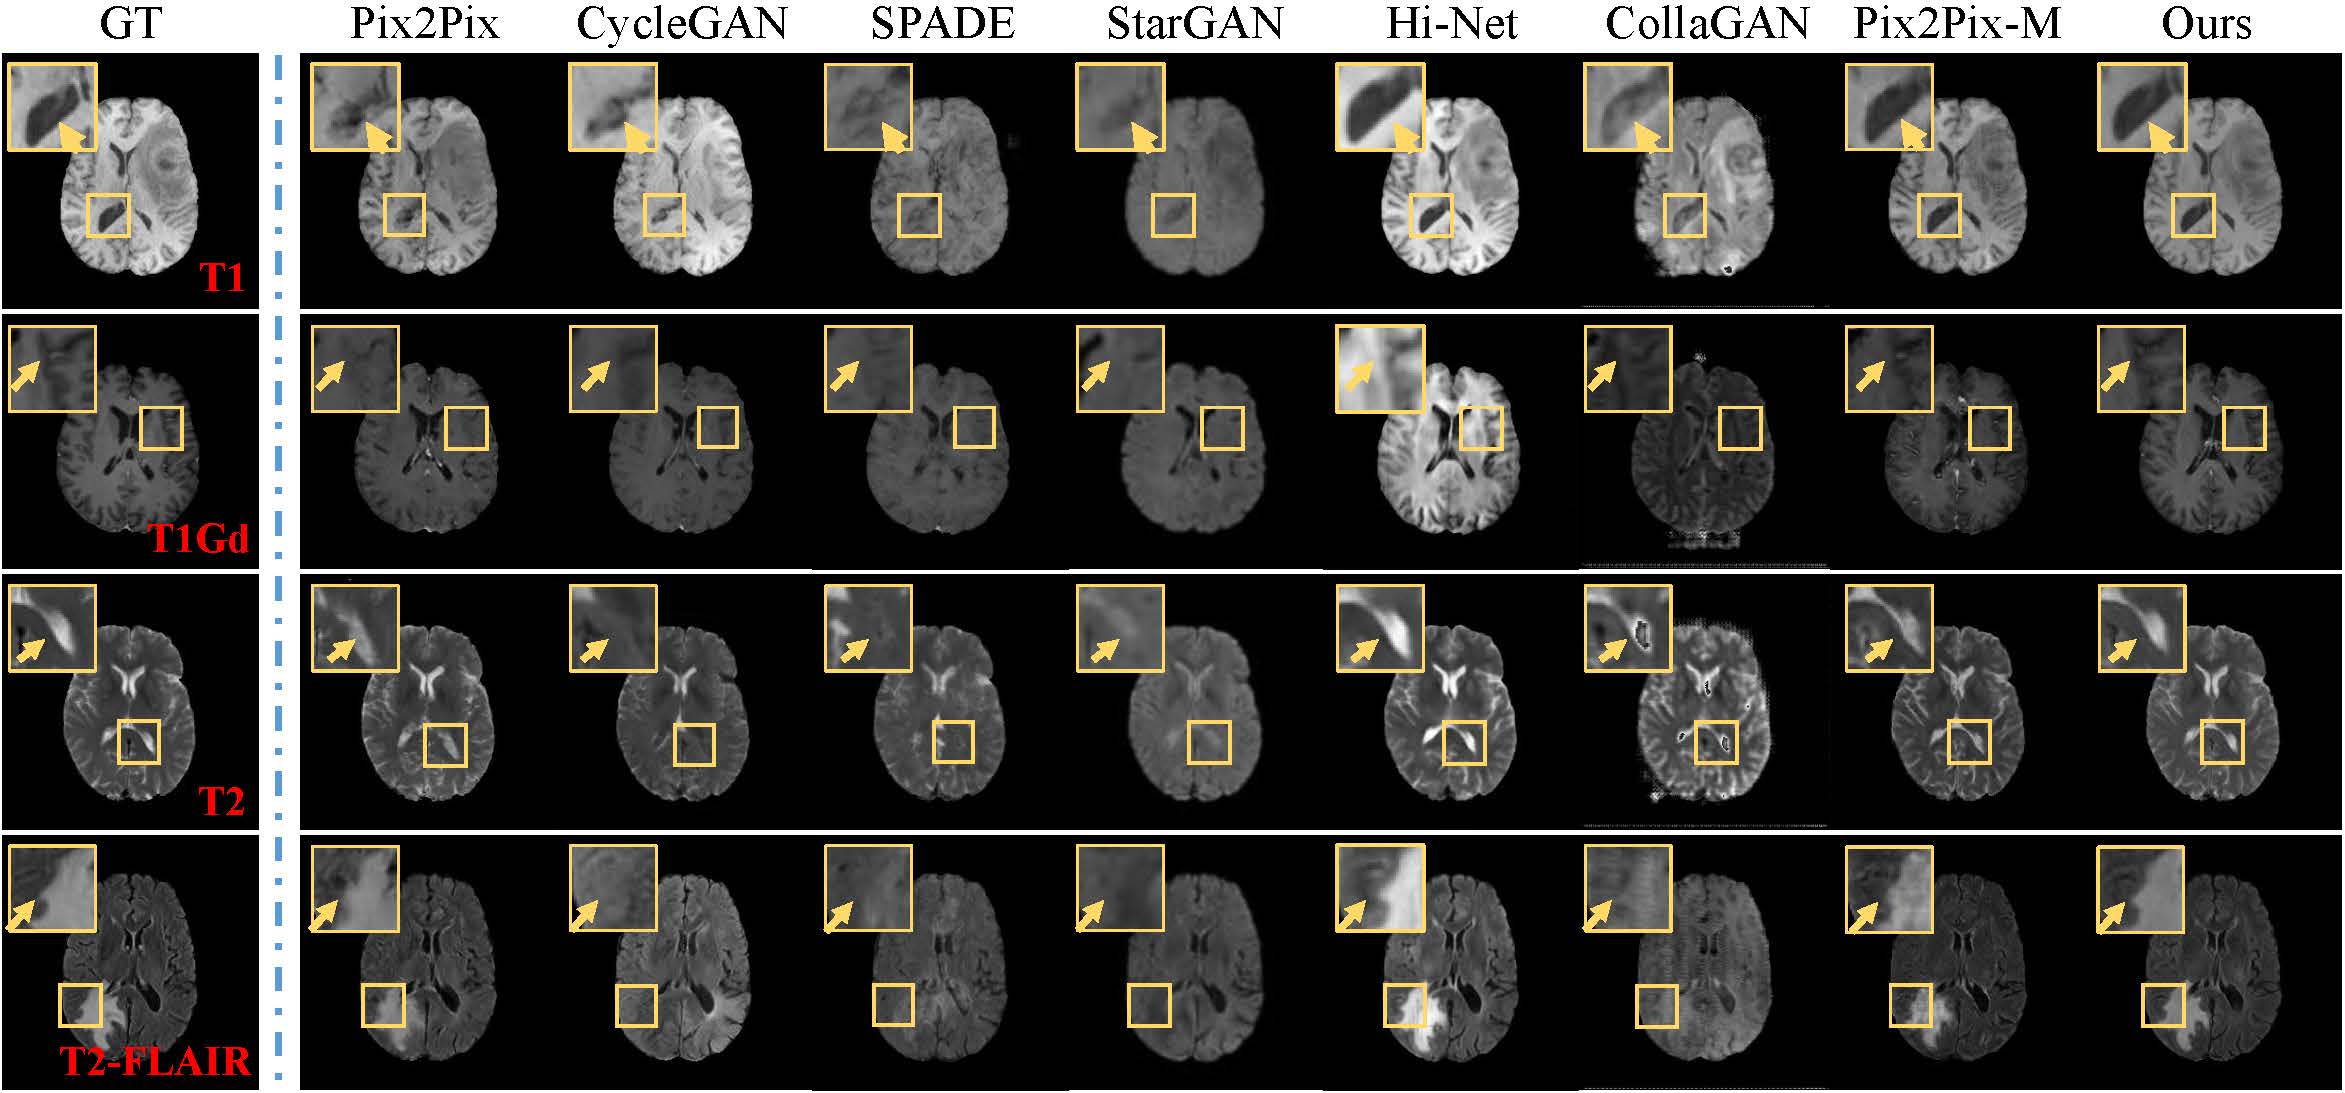 GT Pix2Pix CycleGAN SPADE StarGAN Hi-Net CollaGAN Pix2Pix-M Ours
T1
T1Gd
T2
T2-FLAIR